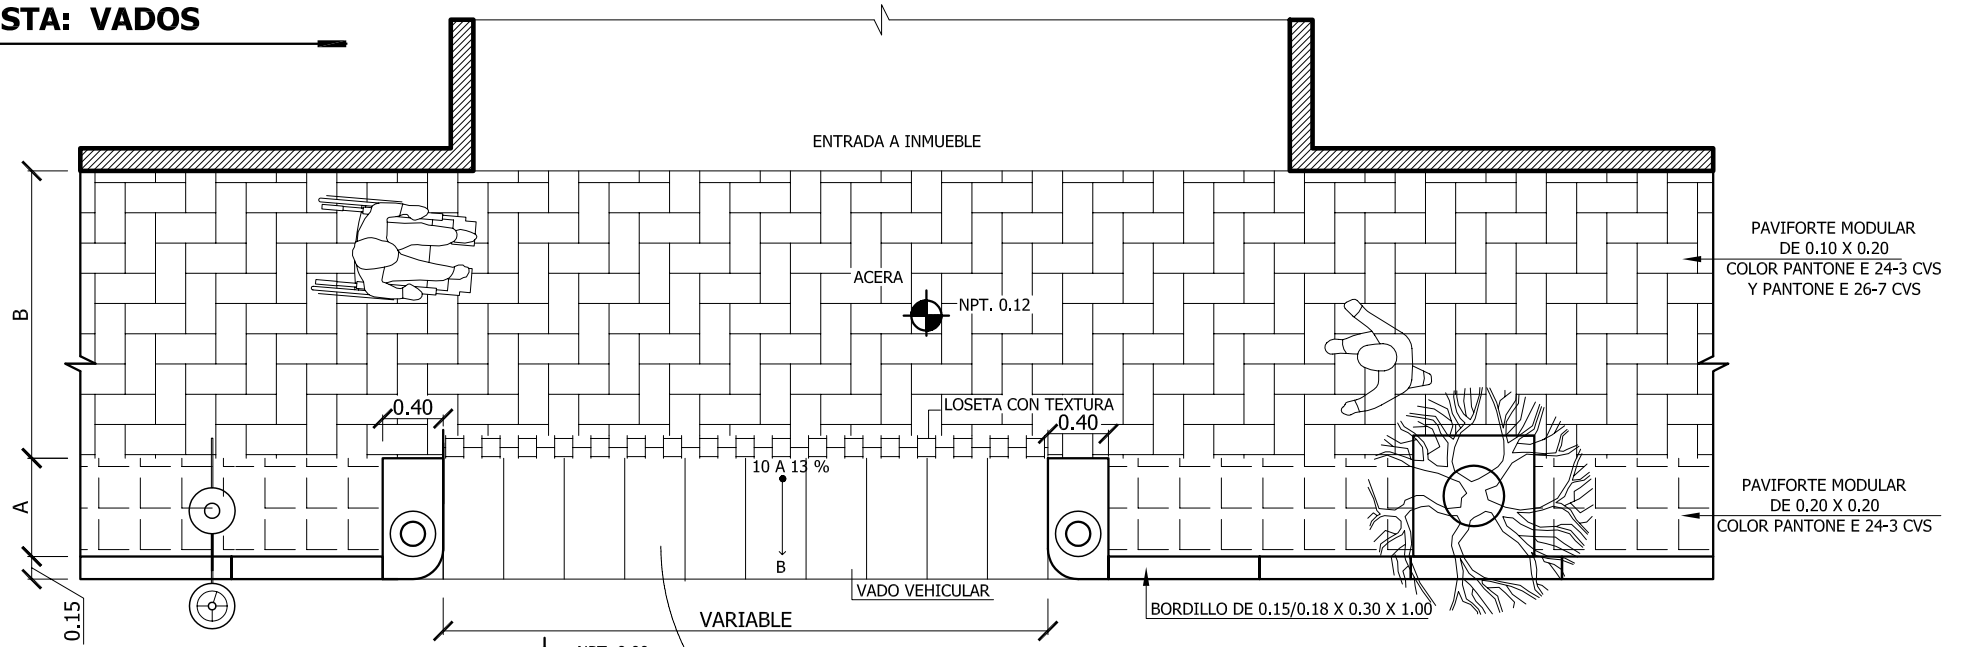 STA: VADOS
ENTRADA A INMUEBLE
PAVIFORTE MODULAR
DE 0.10 X 0.20
COLOR PANTONE E 24-3 CVS
Y PANTONE E 26-7 CVS
ACERA
NPT. 0.12
B
0.40
LOSETA CON TEXTURA
0.40
10 A 13 %
A
PAVIFORTE MODULAR
DE 0.20 X 0.20
COLOR PANTONE E 24-3 CVS
B
VADO VEHICULAR
BORDILLO DE 0.15/0.18 X 0.30 X 1.00
0.15
VARIABLE